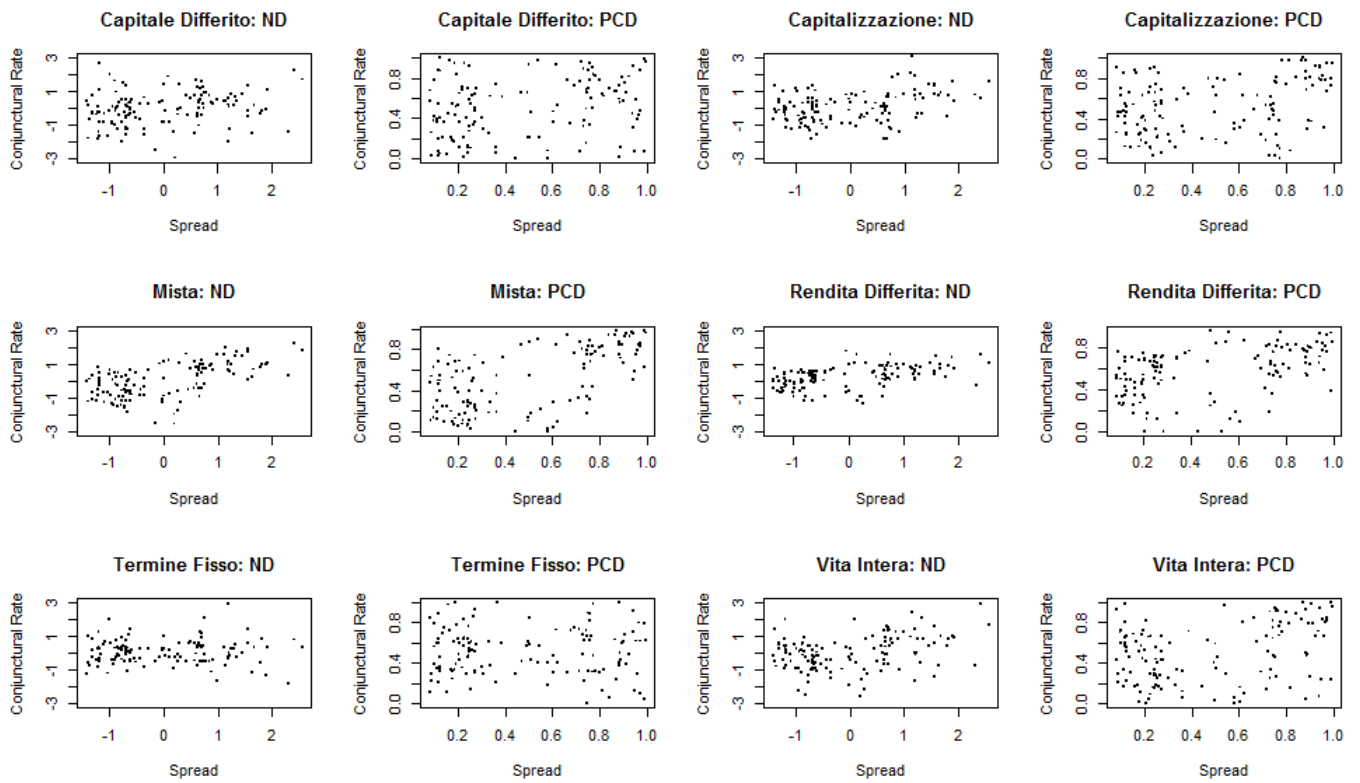 Capitale Differito: ND
Conjunctural Rate
3
1
-1
-3
-1 0 1 2
Spread
Capitale Differito: PCD
Conjunctural Rate
0.8
0.4
0.0
0.2 0.4 0.6 0.8 1.0
Spread
Capitalizzazione: ND
Conjunctural Rate
3
1
-1
-3
-1 0 1 2
Spread
Capitalizzazione: PCD
Conjunctural Rate
0.8
0.4
0.0
0.2 0.4 0.6 0.8 1.0
Spread
Mista: ND
Conjunctural Rate
3
1
-1
-3
-1 0 1 2
Spread
Mista: PCD
Conjunctural Rate
0.8
0.4
0.0
0.2 0.4 0.6 0.8 1.0
Spread
Rendita Differita: ND
Conjunctural Rate
3
1
-1
-3
-1 0 1 2
Spread
Rendita Differita: PCD
Conjunctural Rate
0.8
0.4
0.0
0.2 0.4 0.6 0.8 1.0
Spread
Termine Fisso: ND
Conjunctural Rate
3
1
-1
-3
-1 0 1 2
Spread
Termine Fisso: PCD
Conjunctural Rate
0.8
0.4
0.0
0.2 0.4 0.6 0.8 1.0
Spread
Vita Intera: ND
Conjunctural Rate
3
1
-1
-3
-1 0 1 2
Spread
Vita Intera: PCD
Conjunctural Rate
0.8
0.4
0.0
0.2 0.4 0.6 0.8 1.0
Spread